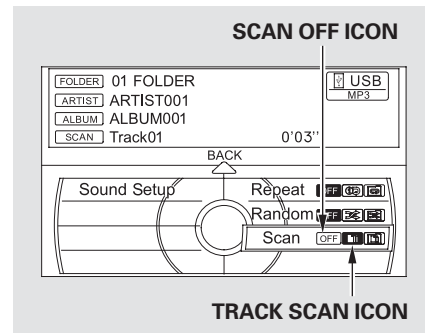 SCAN OFF ICON
FOLDER 01 FOLDER
USB
MP3
ARTIST ARTIST001
ALBUM ALBUM001
SCAN Track01 0'03"
BACK
Sound Setup Repeat OFF
Random OFF
Scan OFF
TRACK SCAN ICON